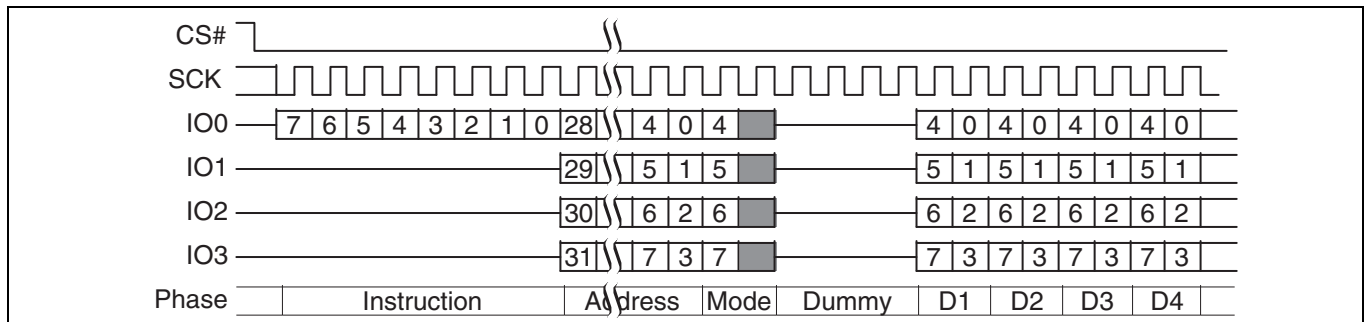 CS#
SCK
IO0 7 6 5 4 3 2 1 0 28 4 0 4 4 0 4 0 4 0 4 0
IO1 29 5 1 5 5 1 5 1 5 1 5 1
IO2 30 6 2 6 6 2 6 2 6 2 6 2
IO3 31 7 3 7 7 3 7 3 7 3 7 3
Phase Instruction Address Mode Dummy D1 D2 D3 D4